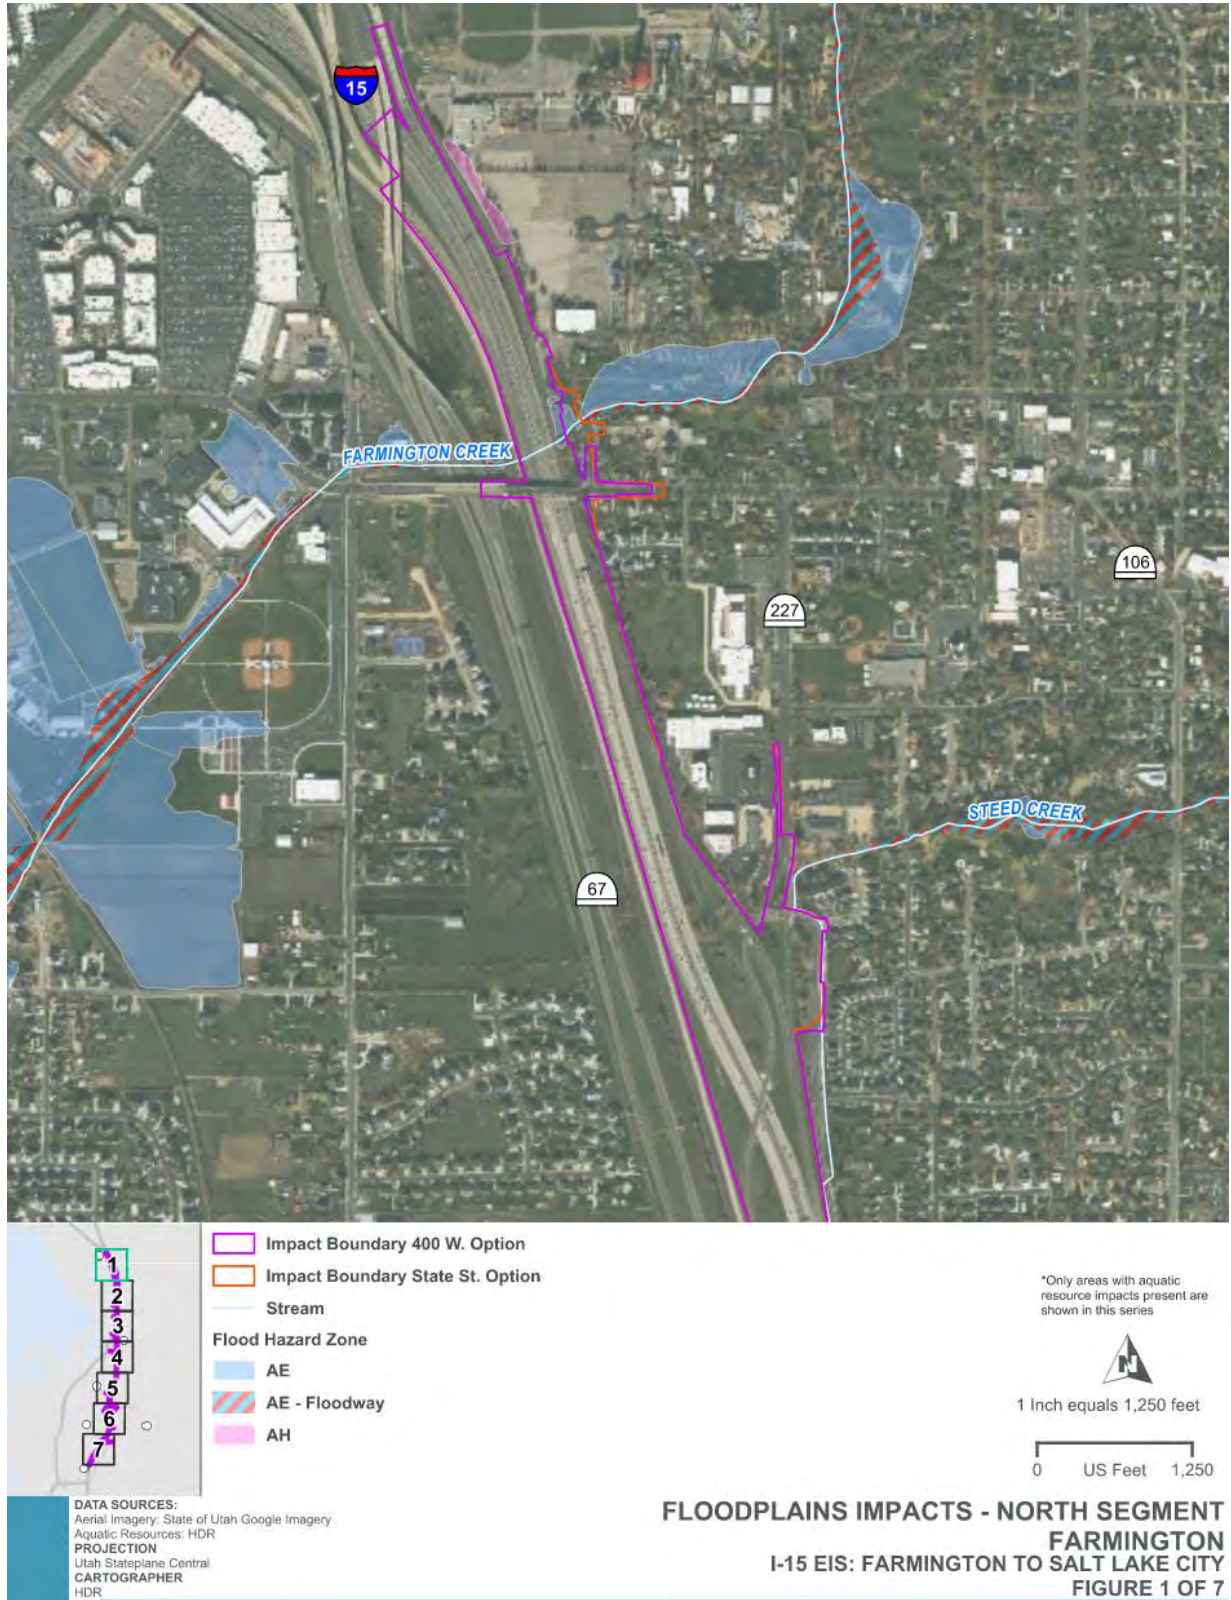 15
FARMINGTON CREEK
106
227
STEED CREEK
67
1
2
3
4
5
6
7
Impact Boundary 400 W. Option
Impact Boundary State St. Option
Stream
Flood Hazard Zone
AE
AE - Floodway
AH
*Only areas with aquatic
resource impacts present are
shown in this series
N
1 Inch equals 1,250 feet
0 US Feet 1,250
DATA SOURCES:
Aerial Imagery: State of Utah Google Imagery
Aquatic Resources: HDR
PROJECTION
Utah Stateplane Central
CARTOGRAPHER
HDR
FLOODPLAINS IMPACTS - NORTH SEGMENT
FARMINGTON
I-15 EIS: FARMINGTON TO SALT LAKE CITY
FIGURE 1 OF 7